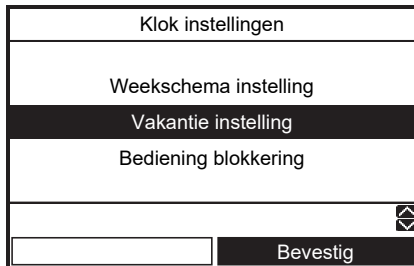 Klok instellingen
Weekschema instelling
Vakantie instelling
Bediening blokkering
Bevestig